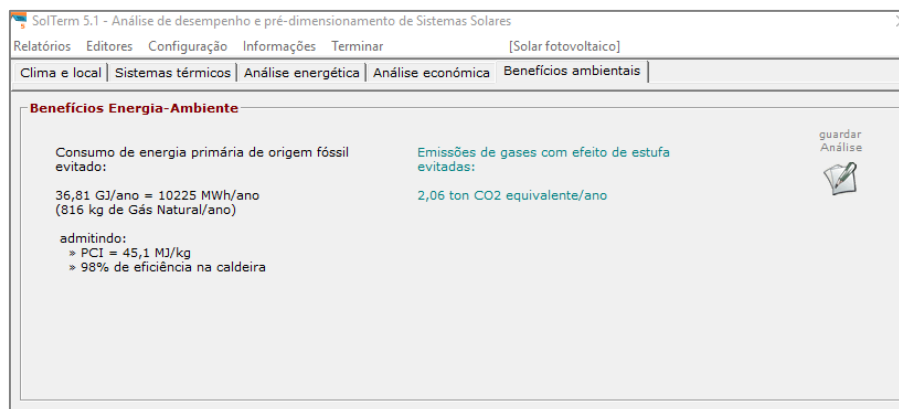 SolTerm 5.1 - Análise de desempenho e pré-dimensionamento de Sistemas Solares
Relatórios Editores Configuração Informações Terminar [Solar fotovoltaico]
Clima e local Sistemas térmicos Análise energética Análise económica Benefícios ambientais
Benefícios Energia-Ambiente
guardar
Análise
Consumo de energia primária de origem fóssil
evitado:
36,81 GJ/ano = 10225 MWh/ano
(816 kg de Gás Natural/ano)
admitindo:
» PCI = 45,1 MJ/kg
» 98% de eficiência na caldeira
Emissões de gases com efeito de estufa
evitadas:
2,06 ton CO2 equivalente/ano